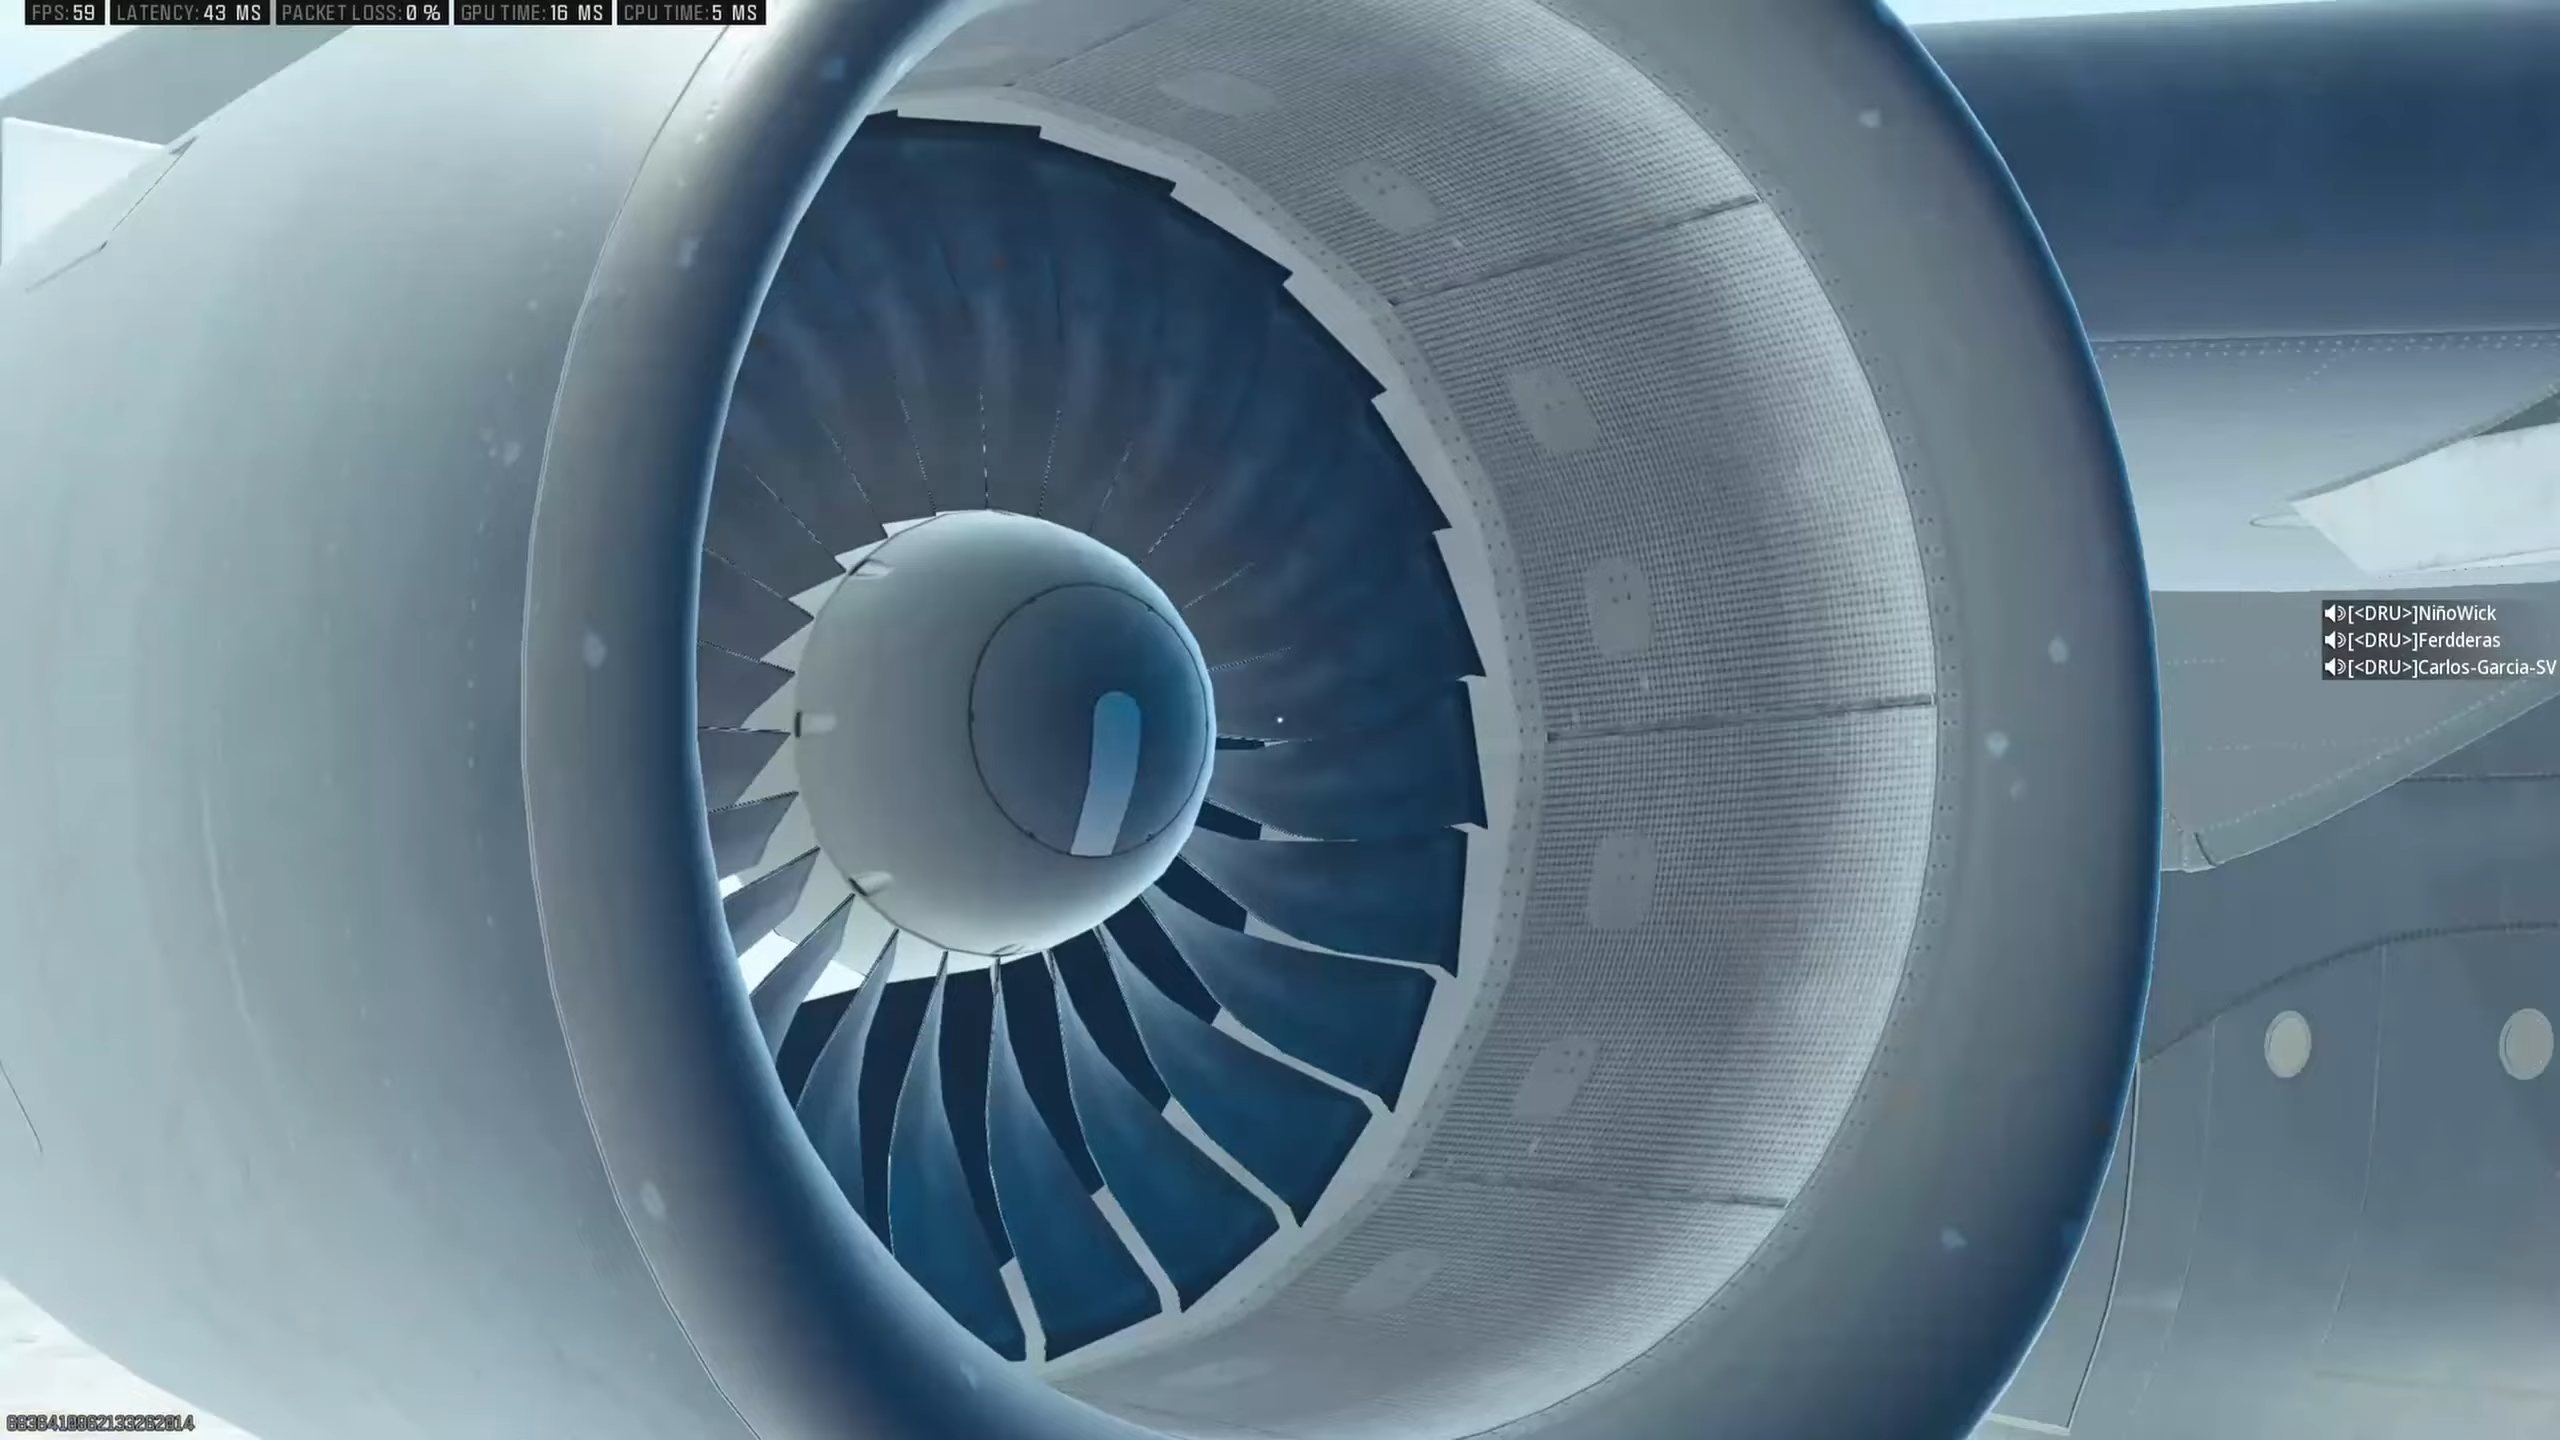 FPS: 59 LATENCY: 43 MS PACKET LOSS: 0 % GPU TIME: 16 MS CPU TIME: 5 MS
[<DRU>]NiñoWick
[<DRU>]Ferdderas
[<DRU>]Carlos-Garcia-SV